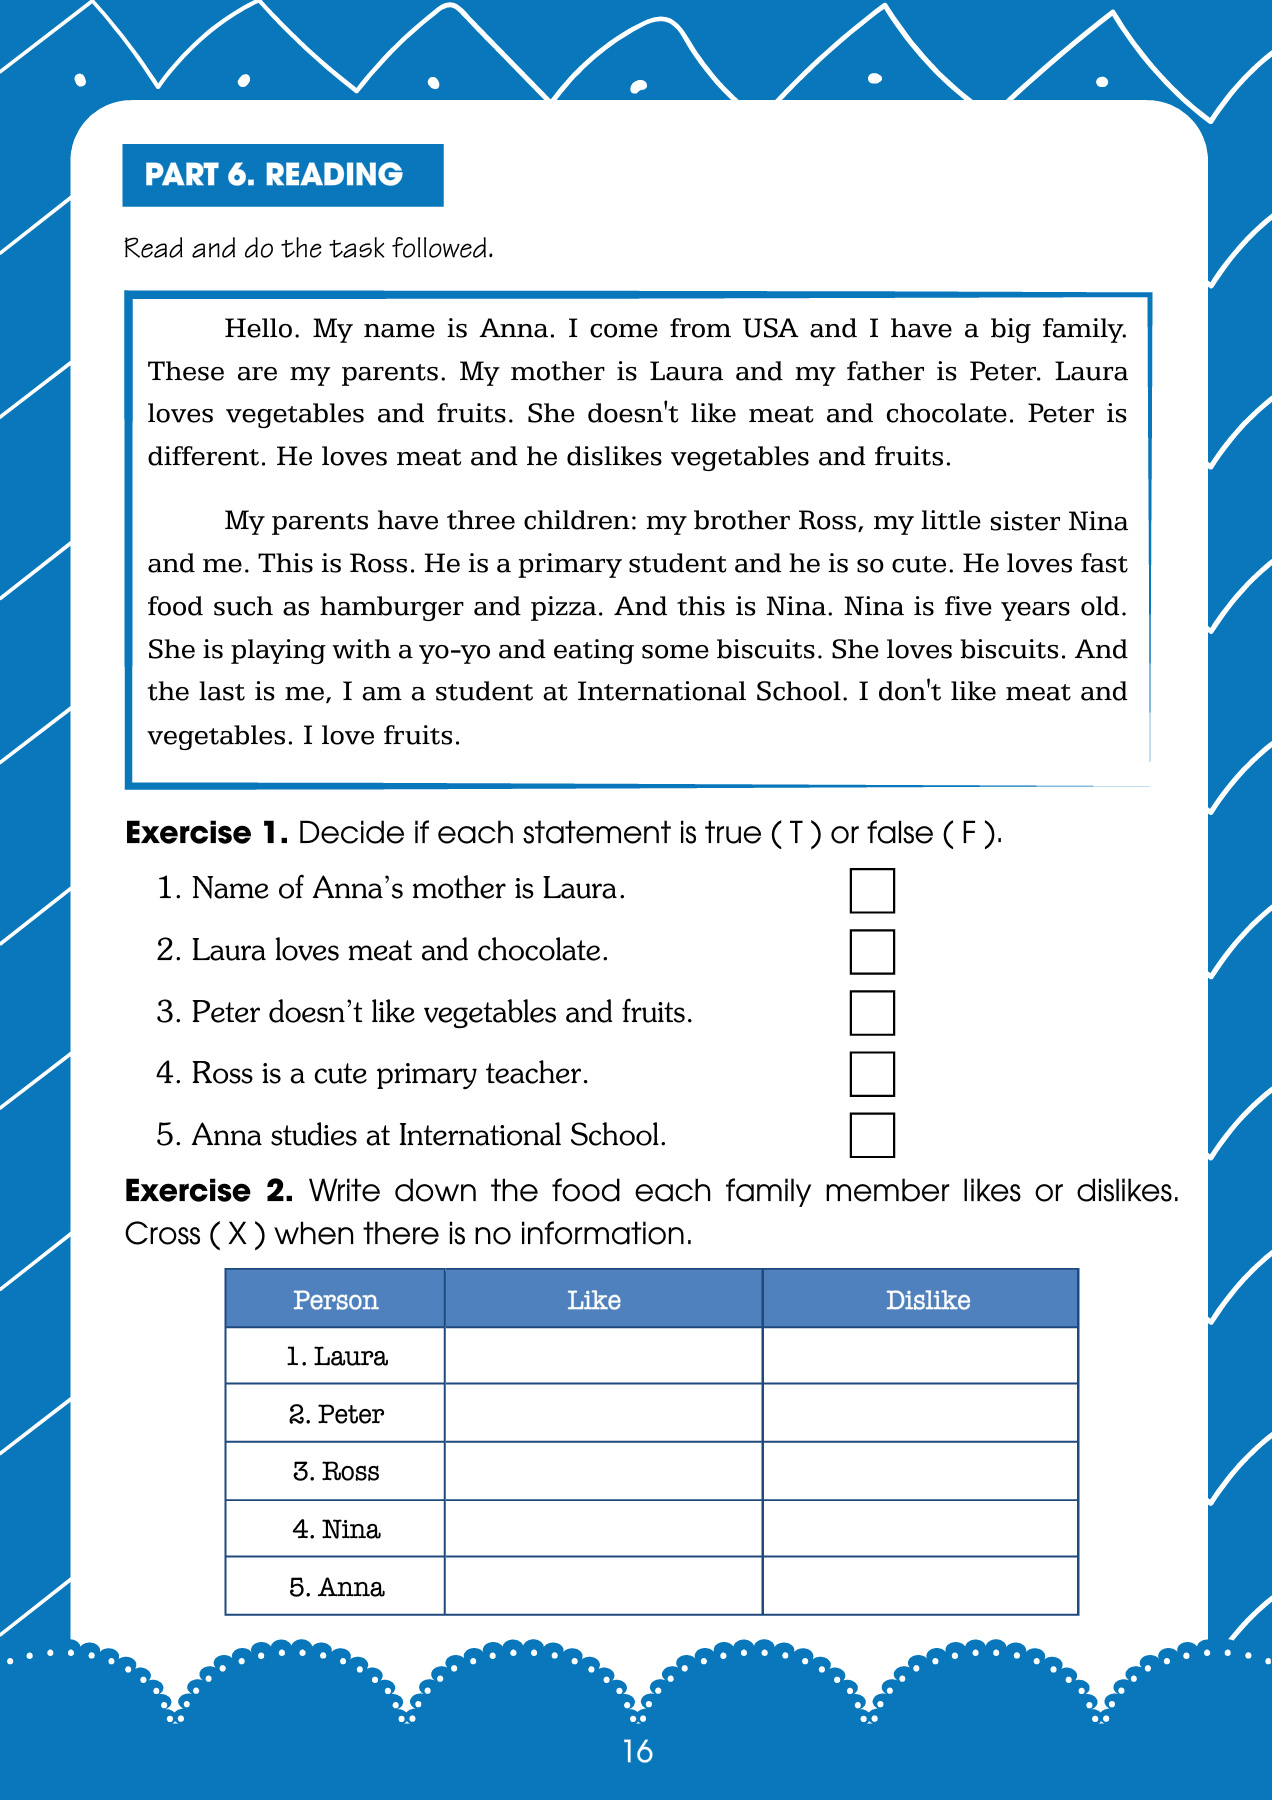 PART 6. READING
Read and do the task followed.
Hello. My name is Anna. I come from USA and I have a big family.
These are my parents. My mother is Laura and my father is Peter. Laura
loves vegetables and fruits. She doesn't like meat and chocolate. Peter is
different. He loves meat and he dislikes vegetables and fruits.
My parents have three children: my brother Ross, my little sister Nina
and me. This is Ross. He is a primary student and he is so cute. He loves fast
food such as hamburger and pizza. And this is Nina. Nina is five years old.
She is playing with a yo-yo and eating some biscuits. She loves biscuits. And
the last is me, I am a student at International School. I don't like meat and
vegetables. I love fruits.
Exercise 1. Decide if each statement is true ( T ) or false ( F ).
1. Name of Anna's mother is Laura.
2. Laura loves meat and chocolate.
3. Peter doesn't like vegetables and fruits.
4. Ross is a cute primary teacher.
5. Anna studies at International School.
Exercise 2. Write down the food each family member likes or dislikes.
Cross ( X ) when there is no information.
Person Like Dislike
1. Laura
2. Peter
3. Ross
4. Nina
5. Anna
16